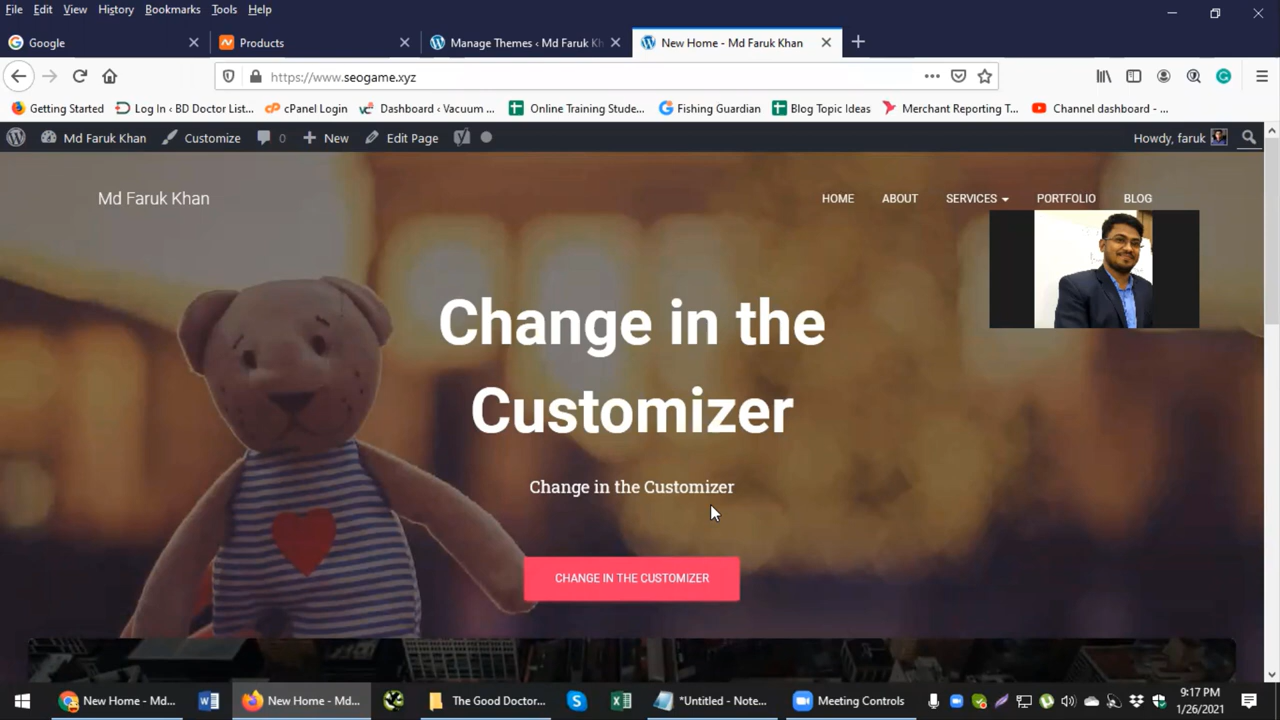 File Edit View History Bookmarks Tools Help
Google
Products
Manage Themes ‹ Md Faruk Kh
New Home - Md Faruk Khan
https://www.seogame.xyz
Getting Started
Log In ‹ BD Doctor List...
cPanel Login
Dashboard ‹ Vacuum ...
Online Training Stude...
Fishing Guardian
Blog Topic Ideas
Merchant Reporting T...
Channel dashboard - ...
Md Faruk Khan
Customize
0
New
Edit Page
Howdy, faruk
Md Faruk Khan
HOME ABOUT SERVICES PORTFOLIO BLOG
Change in the
Customizer
Change in the Customizer
CHANGE IN THE CUSTOMIZER
New Home - Md...
New Home - Md...
The Good Doctor...
*Untitled - Note...
Meeting Controls
9:17 PM
1/26/2021